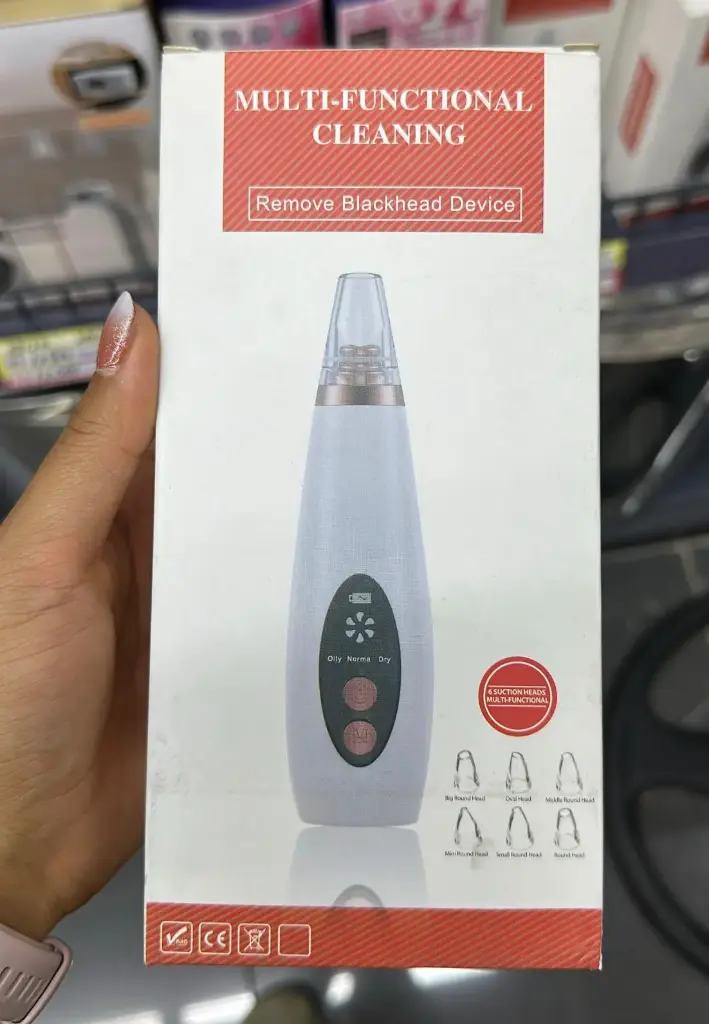 MULTI-FUNCTIONAL
CLEANING
Remove Blackhead Device
Oily Norma Dry
6 SUCTION HEADS
MULTI-FUNCTIONAL
Big Round Head Oval Head Middle Round Head
Mini Round Head Small Round Head Round Head
CE